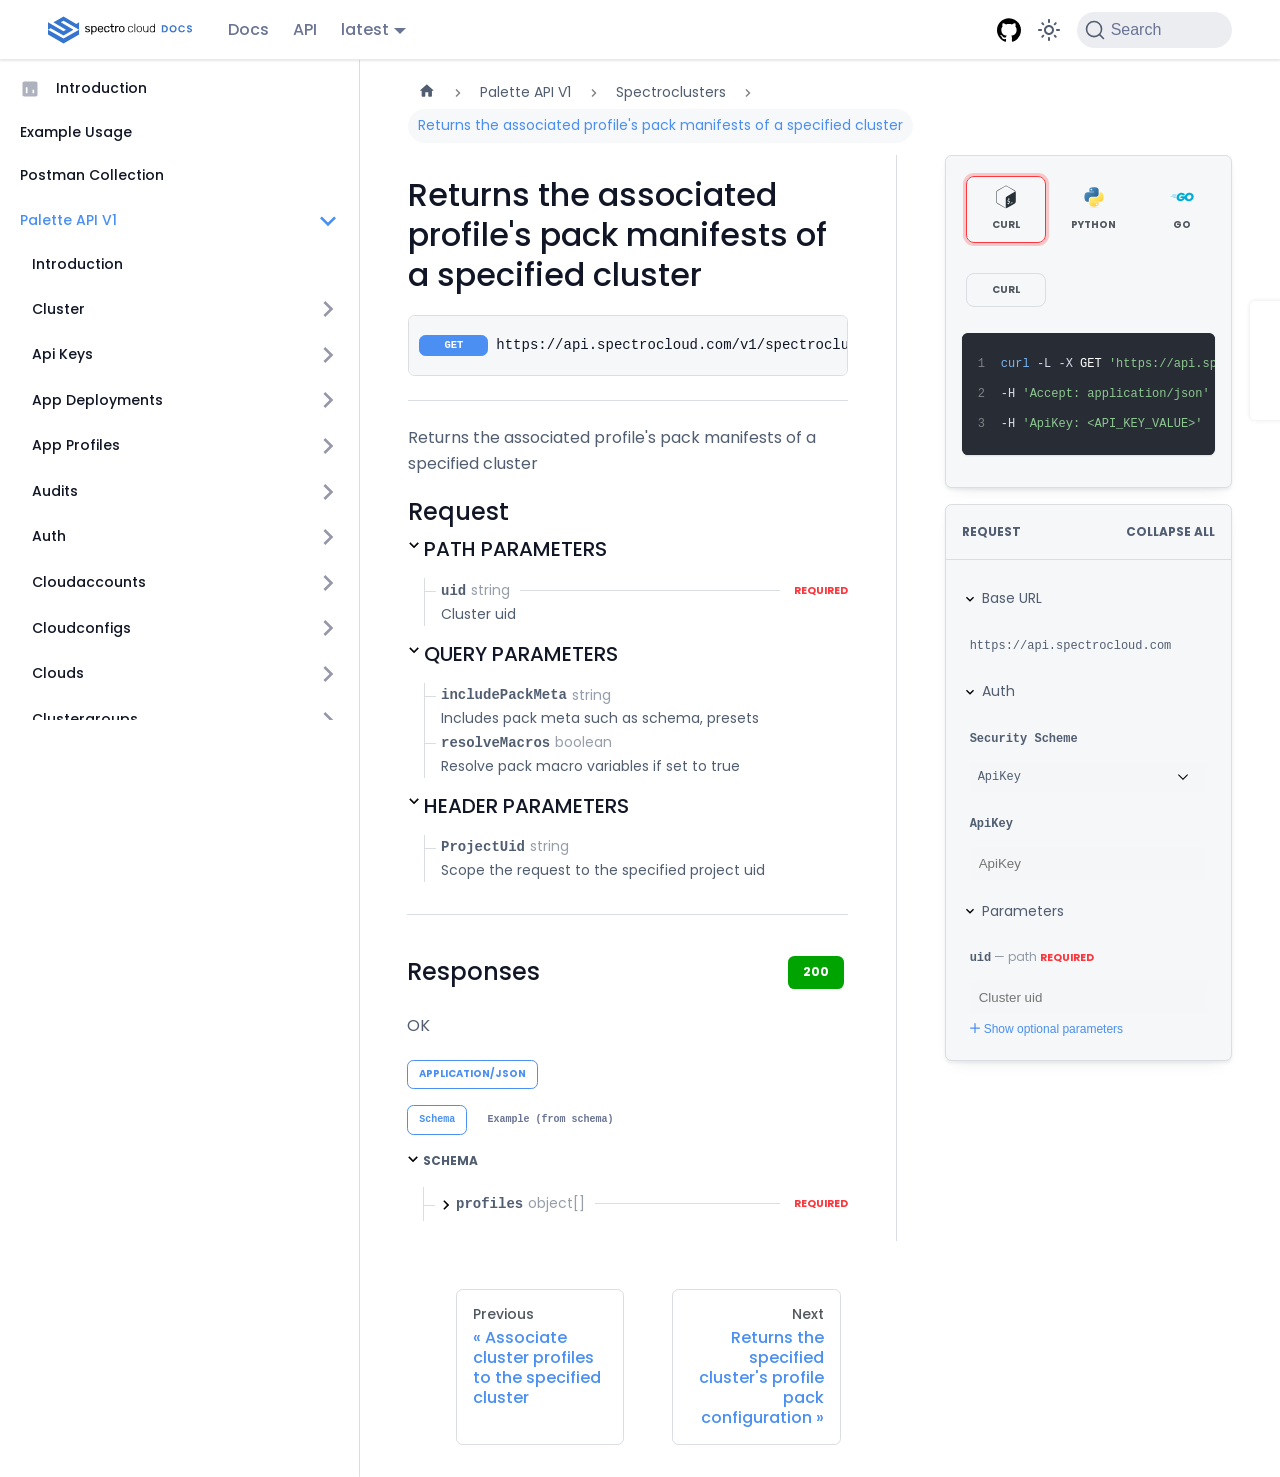 spectro cloud DOCS
Docs
API
latest
Search
Introduction
Example Usage
Postman Collection
Palette API V1
Introduction
Cluster
Api Keys
App Deployments
App Profiles
Audits
Auth
Cloudaccounts
Cloudconfigs
Clouds
Clustergroups
Palette API V1
Spectroclusters
Returns the associated profile's pack manifests of a specified cluster
Returns the associated
profile's pack manifests of
a specified cluster
GET https://api.spectrocloud.com/v1/spectroclu
Returns the associated profile's pack manifests of a
specified cluster
Request
PATH PARAMETERS
uid string REQUIRED
Cluster uid
QUERY PARAMETERS
includePackMeta string
Includes pack meta such as schema, presets
resolveMacros boolean
Resolve pack macro variables if set to true
HEADER PARAMETERS
ProjectUid string
Scope the request to the specified project uid
Responses
200
OK
APPLICATION/JSON
Schema
Example (from schema)
SCHEMA
profiles object[] REQUIRED
Previous
« Associate
cluster profiles
to the specified
cluster
Next
Returns the
specified
cluster's profile
pack
configuration »
CURL
PYTHON
GO
CURL
1 curl -L -X GET 'https://api.sp
2 -H 'Accept: application/json'
3 -H 'ApiKey: <API_KEY_VALUE>'
REQUEST
COLLAPSE ALL
Base URL
https://api.spectrocloud.com
Auth
Security Scheme
ApiKey
ApiKey
ApiKey
Parameters
uid — path REQUIRED
Cluster uid
Show optional parameters